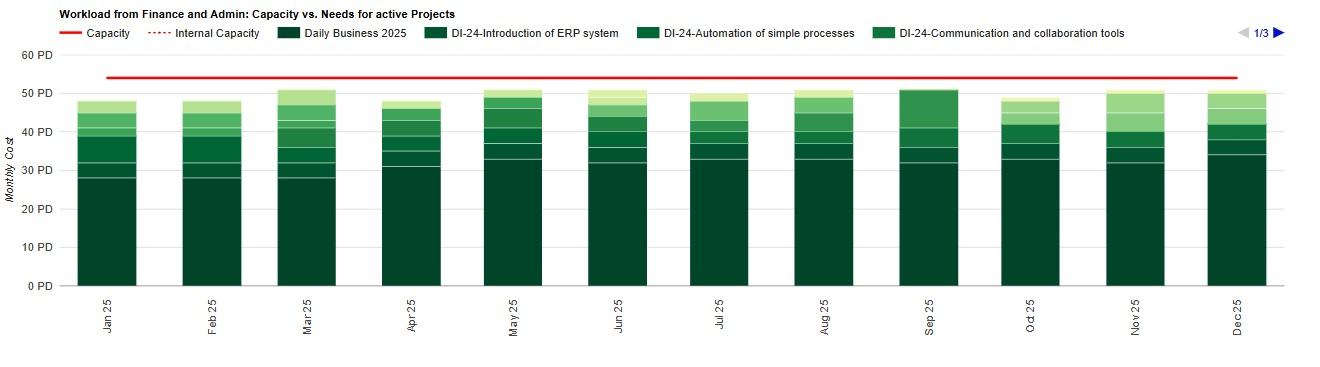 Workload from Finance and Admin: Capacity vs. Needs for active Projects
Capacity Internal Capacity Daily Business 2025 DI-24-Introduction of ERP system DI-24-Automation of simple processes DI-24-Communication and collaboration tools 1/3
Monthly Cost
60 PD
50 PD
40 PD
30 PD
20 PD
10 PD
0 PD
Jan 25 Feb 25 Mar 25 Apr 25 May 25 Jun 25 Jul 25 Aug 25 Sep 25 Oct 25 Nov 25 Dec 25